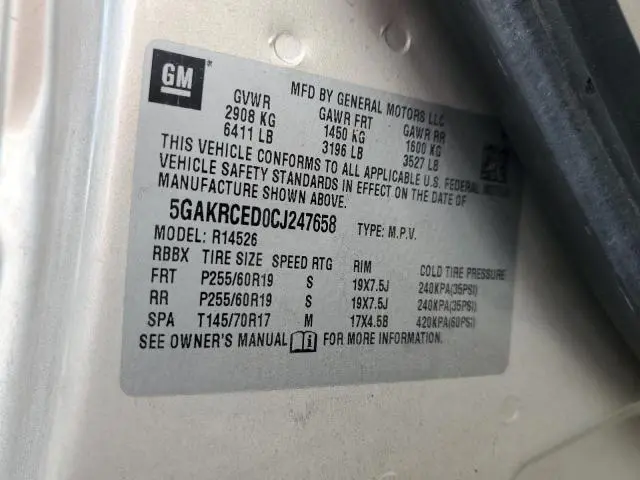 GM
MFD BY GENERAL MOTORS LLC
GVWR GAWR FRT GAWR RR
2908 KG 1450 KG 1600 KG
6411 LB 3196 LB 3527 LB
THIS VEHICLE CONFORMS TO ALL APPLICABLE U.S. FEDERAL
VEHICLE SAFETY STANDARDS IN EFFECT ON THE DATE OF
MANUFACTURE SHOWN ABOVE.
5GAKRCED0CJ247658 TYPE: M.P.V.
MODEL: R14526
RBBX TIRE SIZE SPEED RTG RIM COLD TIRE PRESSURE
FRT P255/60R19 S 19X7.5J 240KPA(35PSI)
RR P255/60R19 S 19X7.5J 240KPA(35PSI)
SPA T145/70R17 M 17X4.5B 420KPA(60PSI)
SEE OWNER'S MANUAL i FOR MORE INFORMATION.